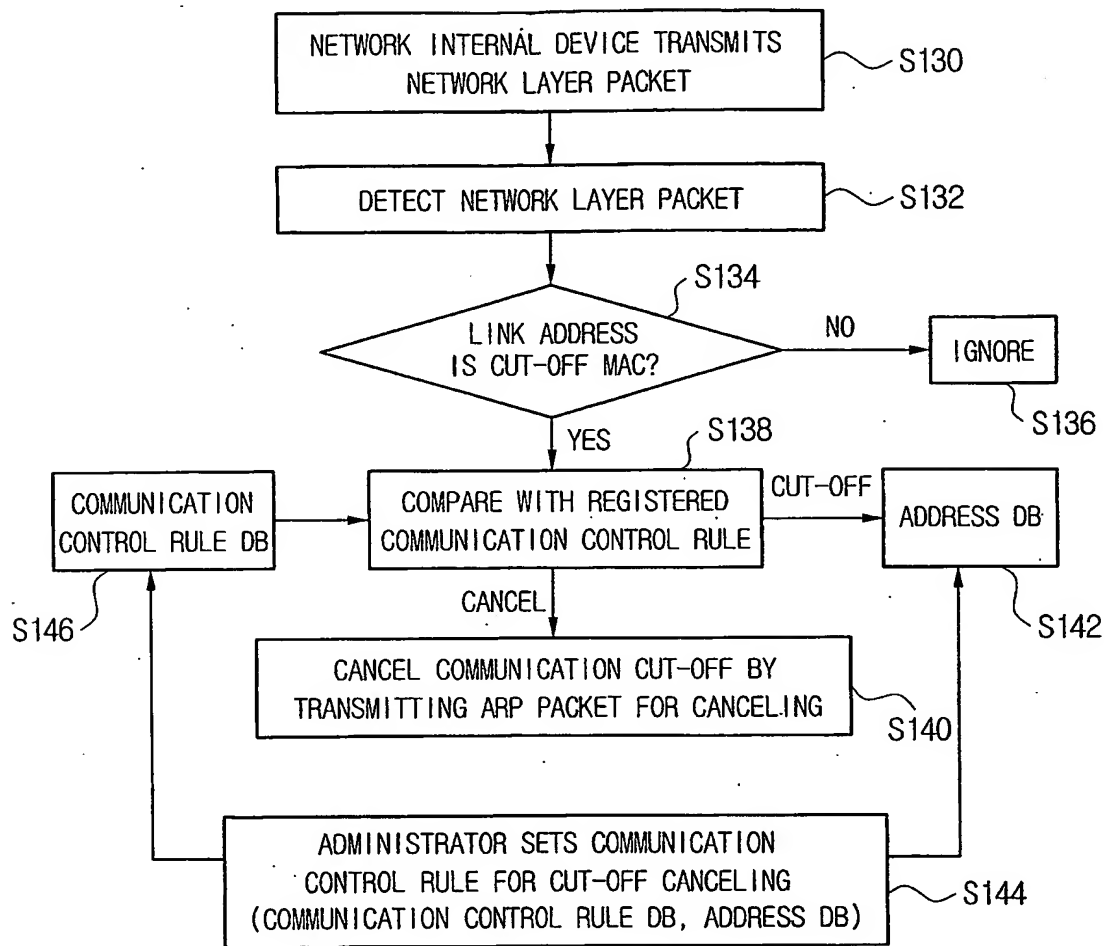 NETWORK INTERNAL DEVICE TRANSMITS
NETWORK LAYER PACKET
S130
DETECT NETWORK LAYER PACKET
S132
S134
LINK ADDRESS
IS CUT-OFF MAC?
NO
IGNORE
S136
YES
S138
COMMUNICATION
CONTROL RULE DB
COMPARE WITH REGISTERED
COMMUNICATION CONTROL RULE
CUT-OFF
ADDRESS DB
S146
CANCEL
S142
CANCEL COMMUNICATION CUT-OFF BY
TRANSMITTING ARP PACKET FOR CANCELING
S140
ADMINISTRATOR SETS COMMUNICATION
CONTROL RULE FOR CUT-OFF CANCELING
(COMMUNICATION CONTROL RULE DB, ADDRESS DB)
S144